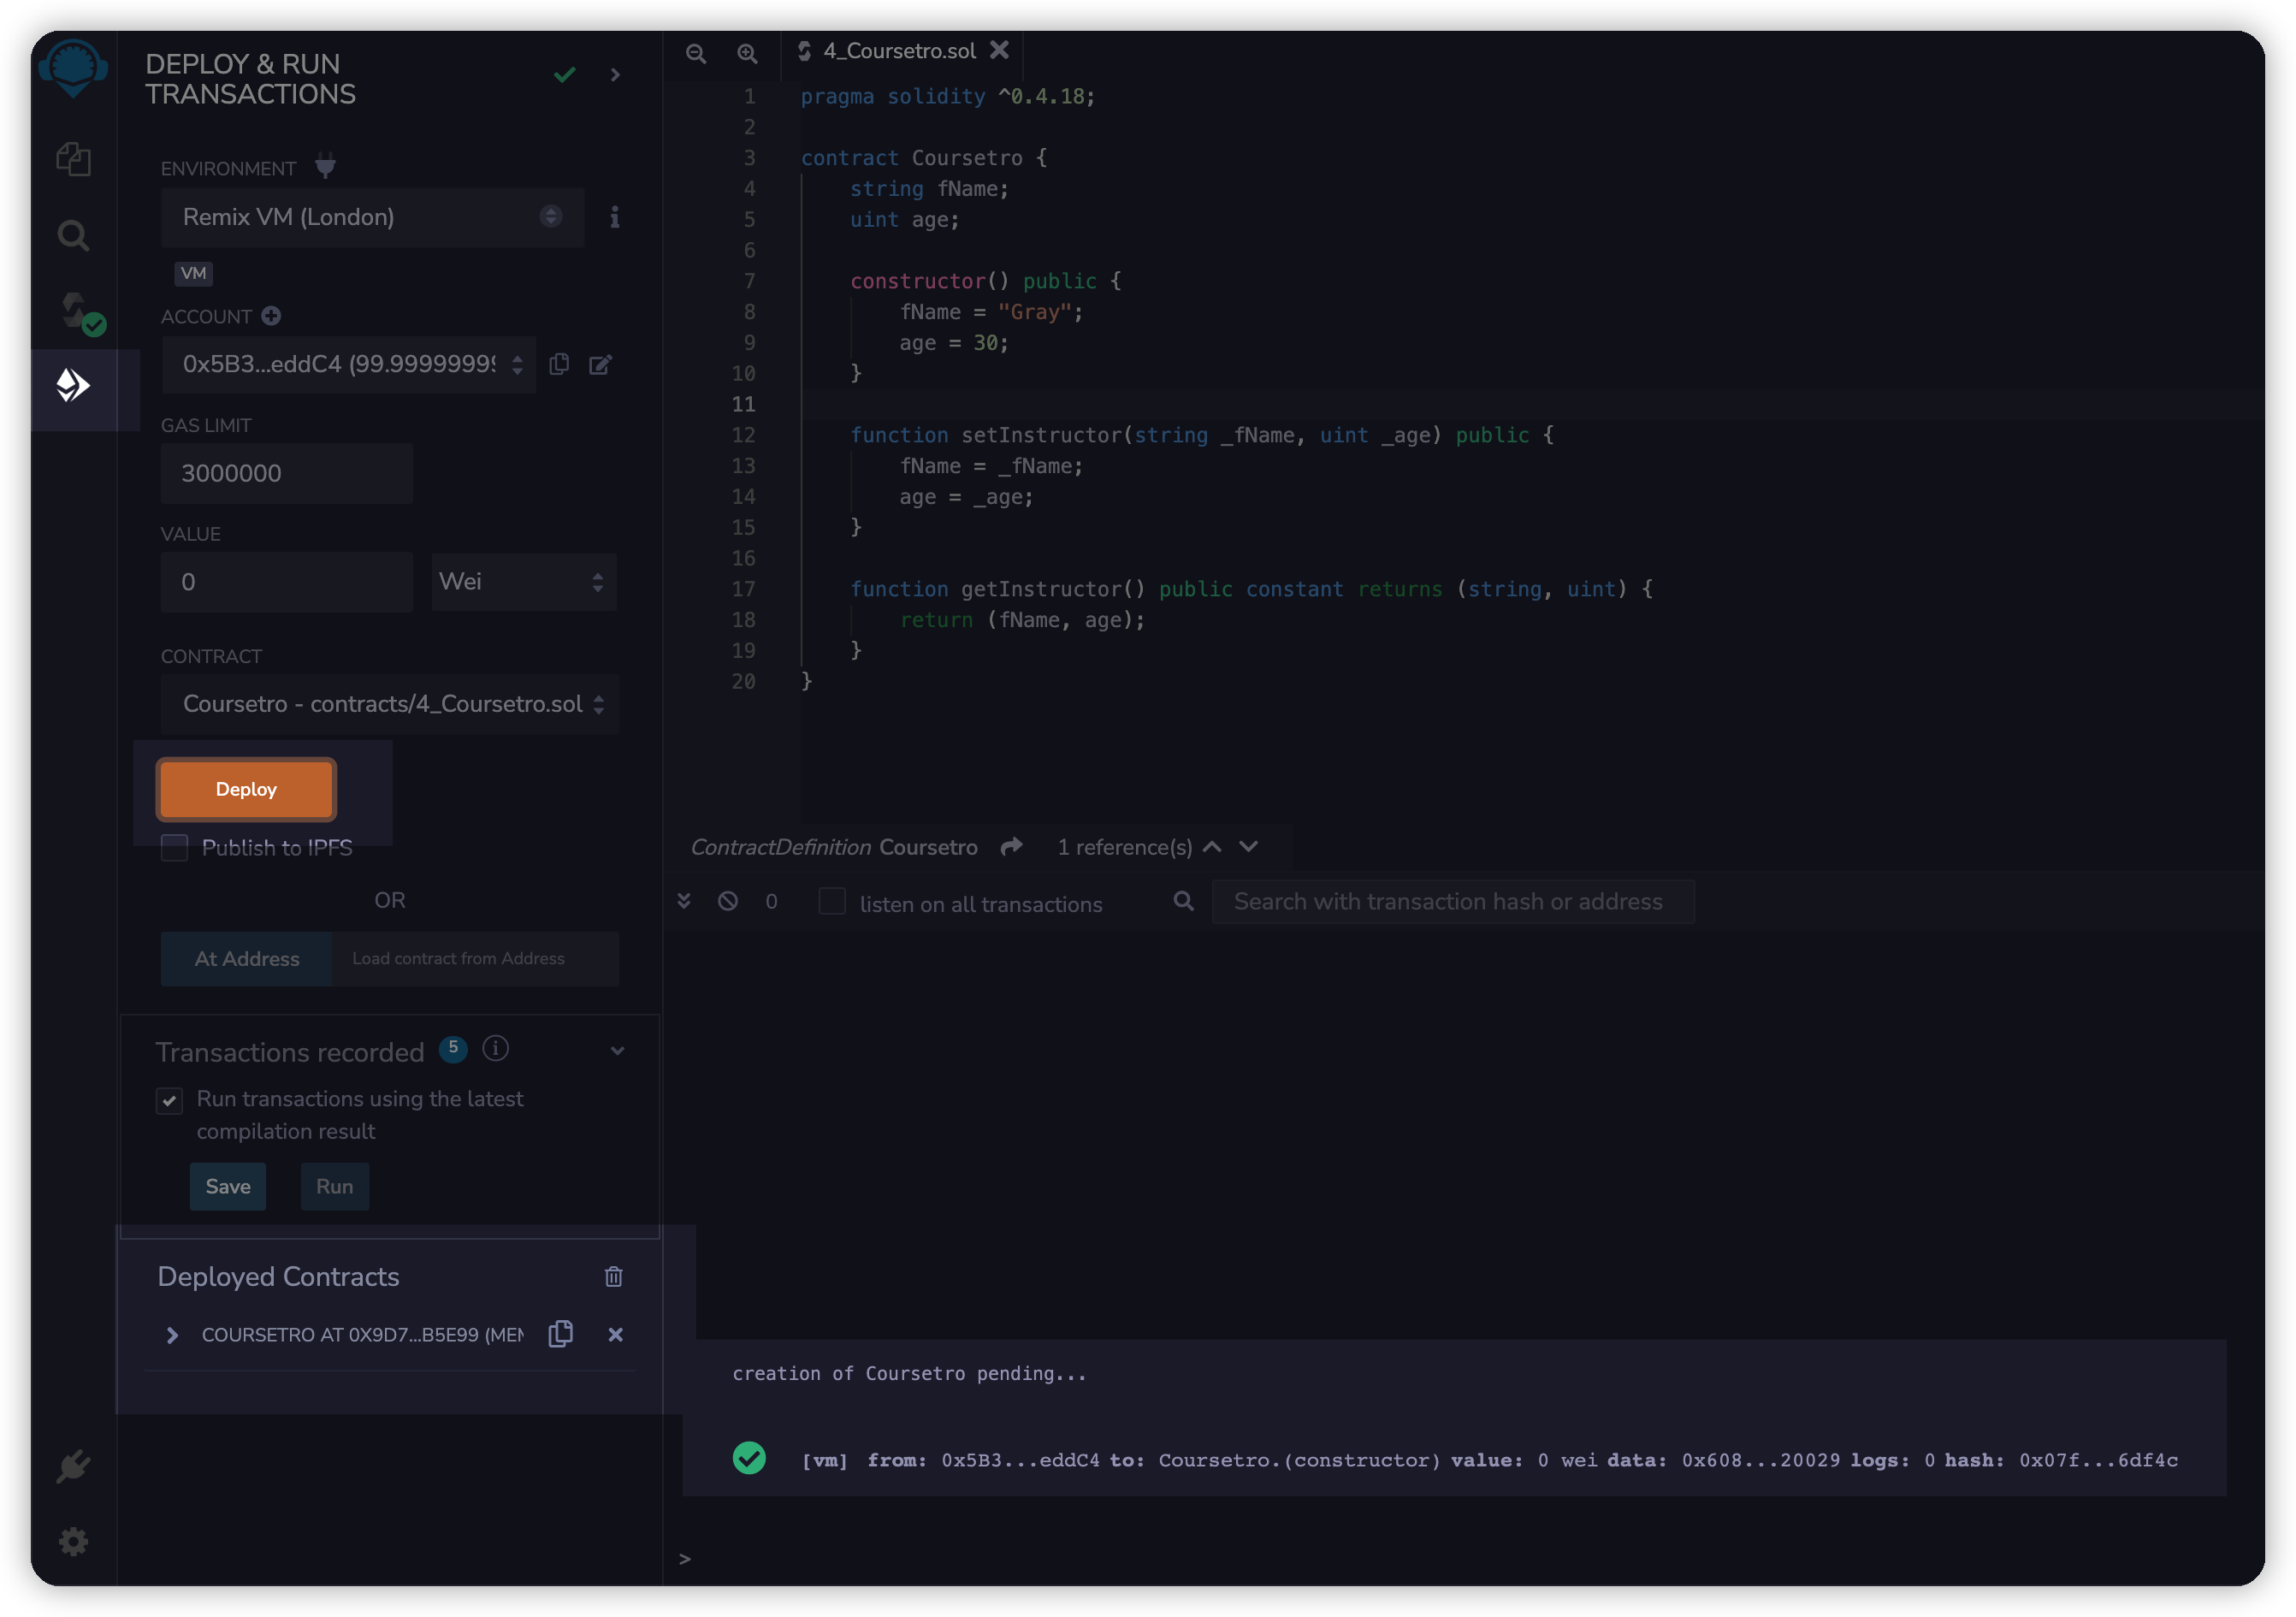 DEPLOY & RUN
TRANSACTIONS
ENVIRONMENT
Remix VM (London)
VM
ACCOUNT
0x5B3...eddC4 (99.99999999
GAS LIMIT
3000000
VALUE
0
Wei
CONTRACT
Coursetro - contracts/4_Coursetro.sol
Deploy
Publish to IPFS
OR
At Address
Load contract from Address
Transactions recorded 5 i
Run transactions using the latest
compilation result
Save
Run
Deployed Contracts
COURSETRO AT 0X9D7...B5E99 (MEM
4_Coursetro.sol
1 pragma solidity ^0.4.18;
2
3 contract Coursetro {
4     string fName;
5     uint age;
6
7     constructor() public {
8         fName = "Gray";
9         age = 30;
10     }
11
12     function setInstructor(string _fName, uint _age) public {
13         fName = _fName;
14         age = _age;
15     }
16
17     function getInstructor() public constant returns (string, uint) {
18         return (fName, age);
19     }
20 }
ContractDefinition Coursetro 1 reference(s)
0 listen on all transactions Search with transaction hash or address
creation of Coursetro pending...
[vm] from: 0x5B3...eddC4 to: Coursetro.(constructor) value: 0 wei data: 0x608...20029 logs: 0 hash: 0x07f...6df4c
>